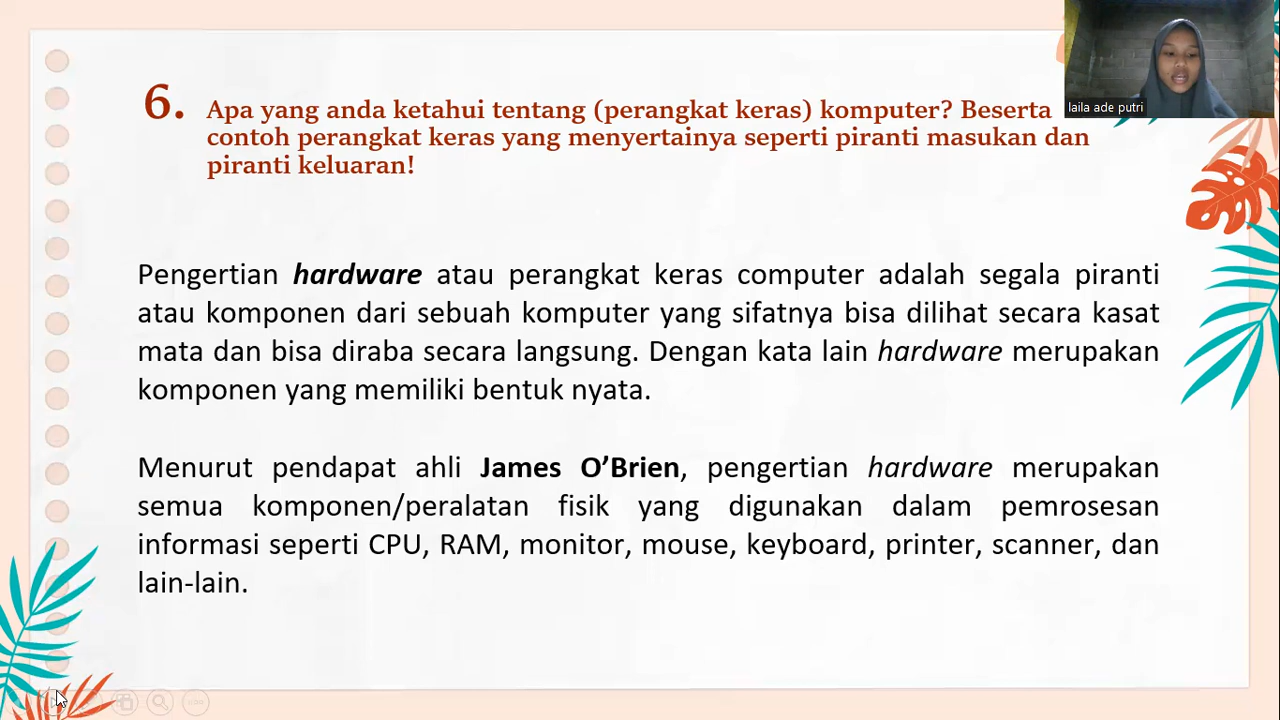 6. Apa yang anda ketahui tentang (perangkat keras) komputer? Beserta
contoh perangkat keras yang menyertainya seperti piranti masukan dan
piranti keluaran!
laila ade putri
Pengertian hardware atau perangkat keras computer adalah segala piranti
atau komponen dari sebuah komputer yang sifatnya bisa dilihat secara kasat
mata dan bisa diraba secara langsung. Dengan kata lain hardware merupakan
komponen yang memiliki bentuk nyata.
Menurut pendapat ahli James O’Brien, pengertian hardware merupakan
semua komponen/peralatan fisik yang digunakan dalam pemrosesan
informasi seperti CPU, RAM, monitor, mouse, keyboard, printer, scanner, dan
lain-lain.